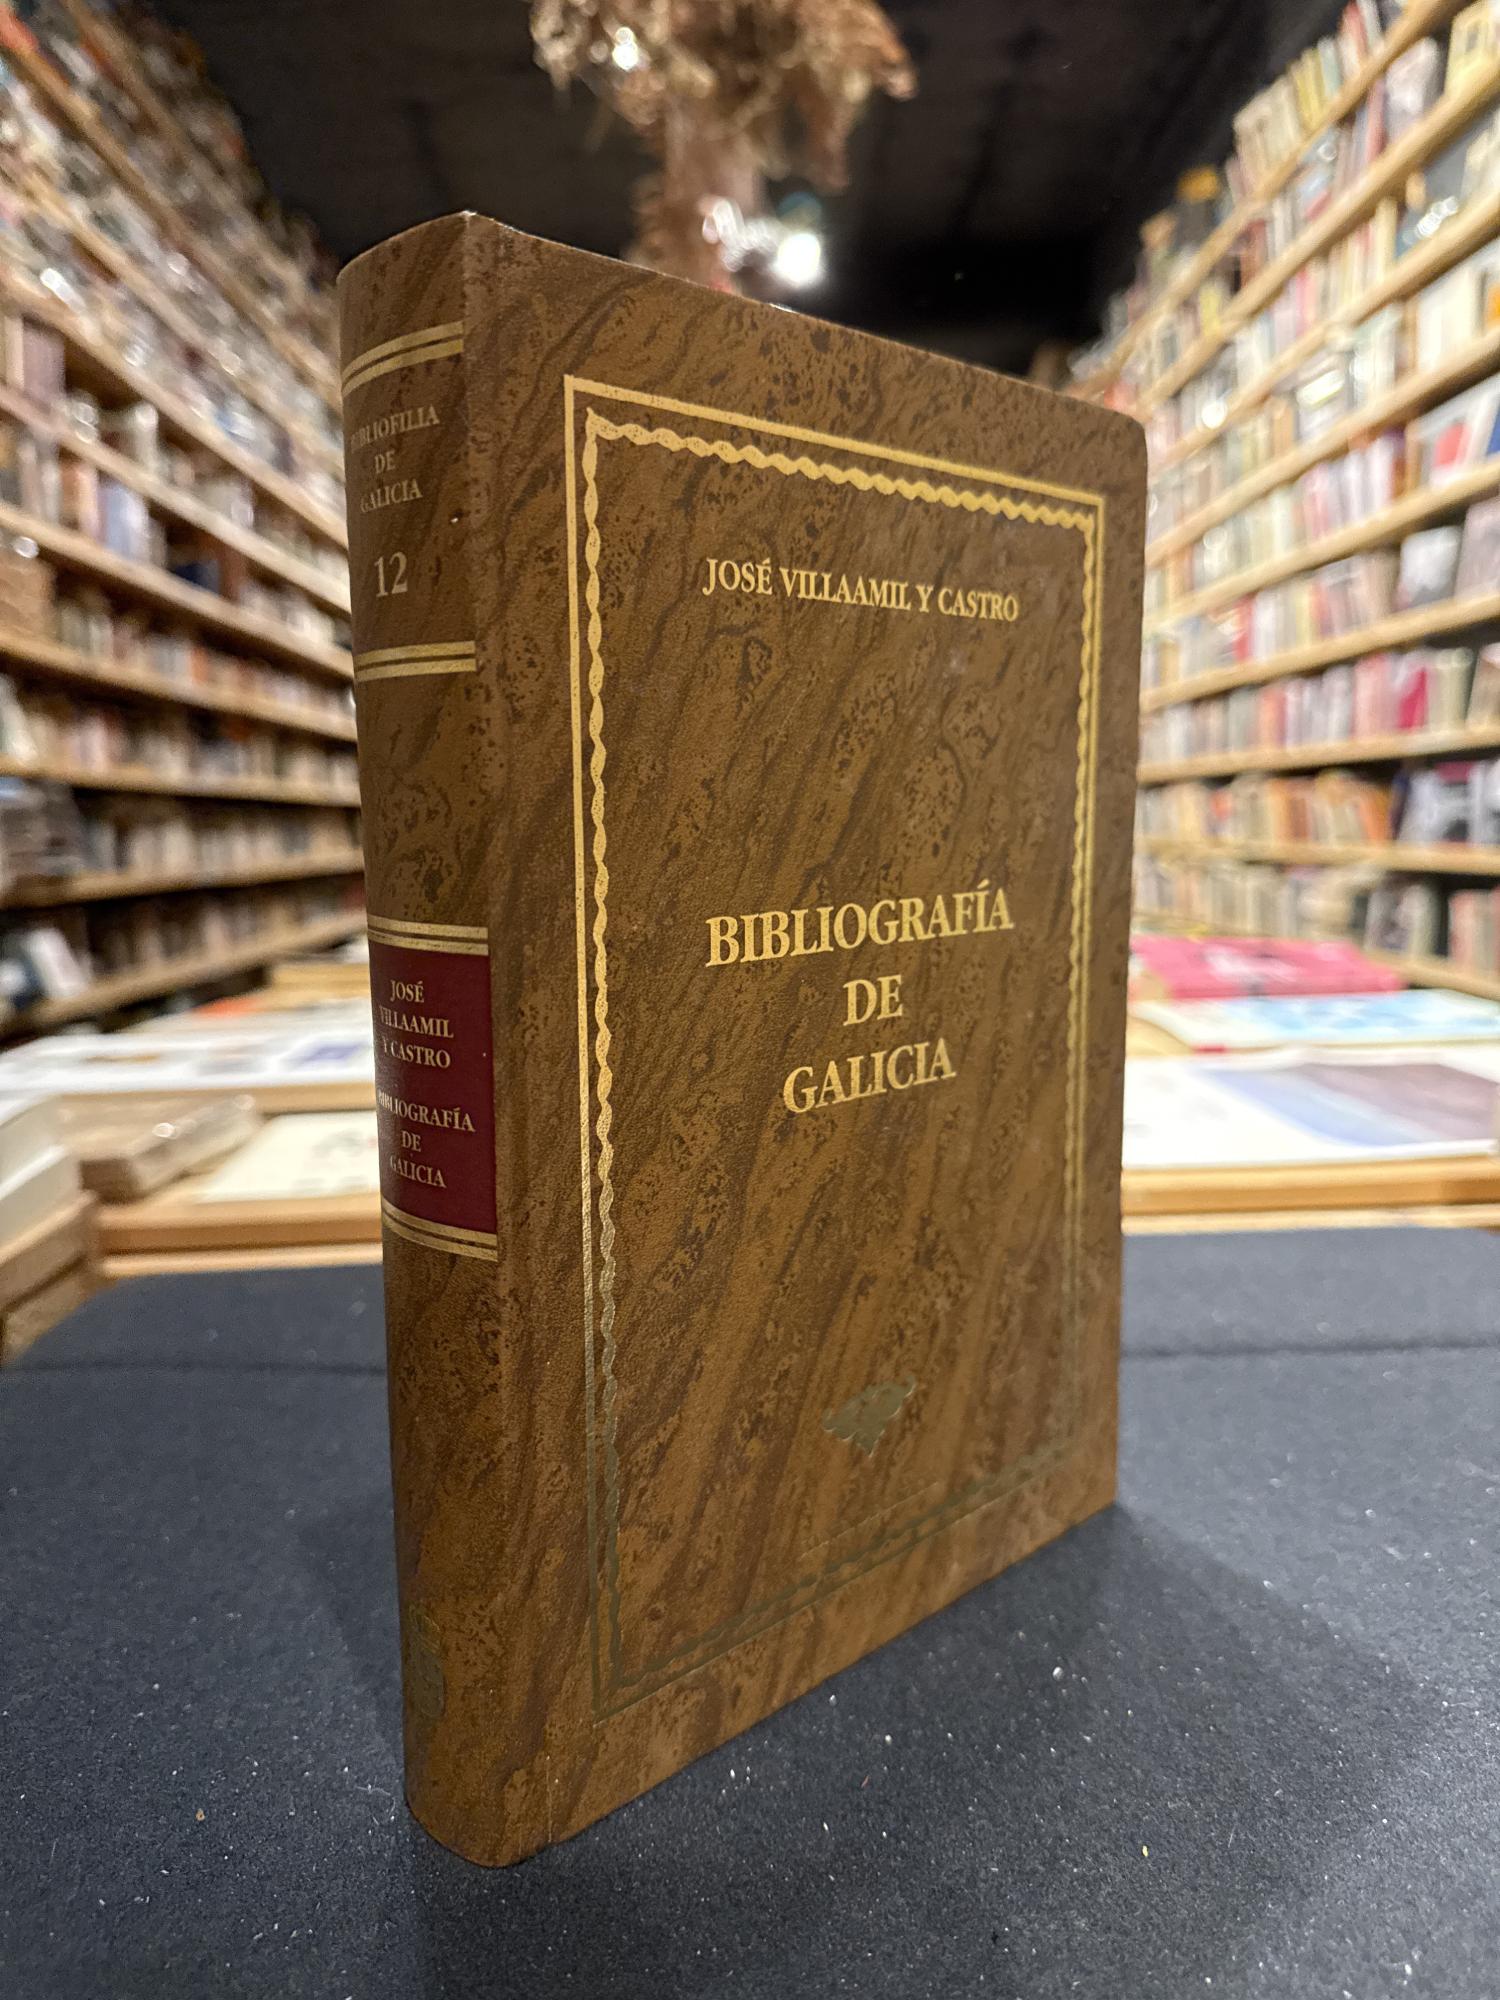 BIBLIOFILIA
DE
GALICIA
12
JOSÉ
VILLAAMIL
Y CASTRO
BIBLIOGRAFÍA
DE
GALICIA
JOSÉ VILLAAMIL Y CASTRO
BIBLIOGRAFÍA
DE
GALICIA